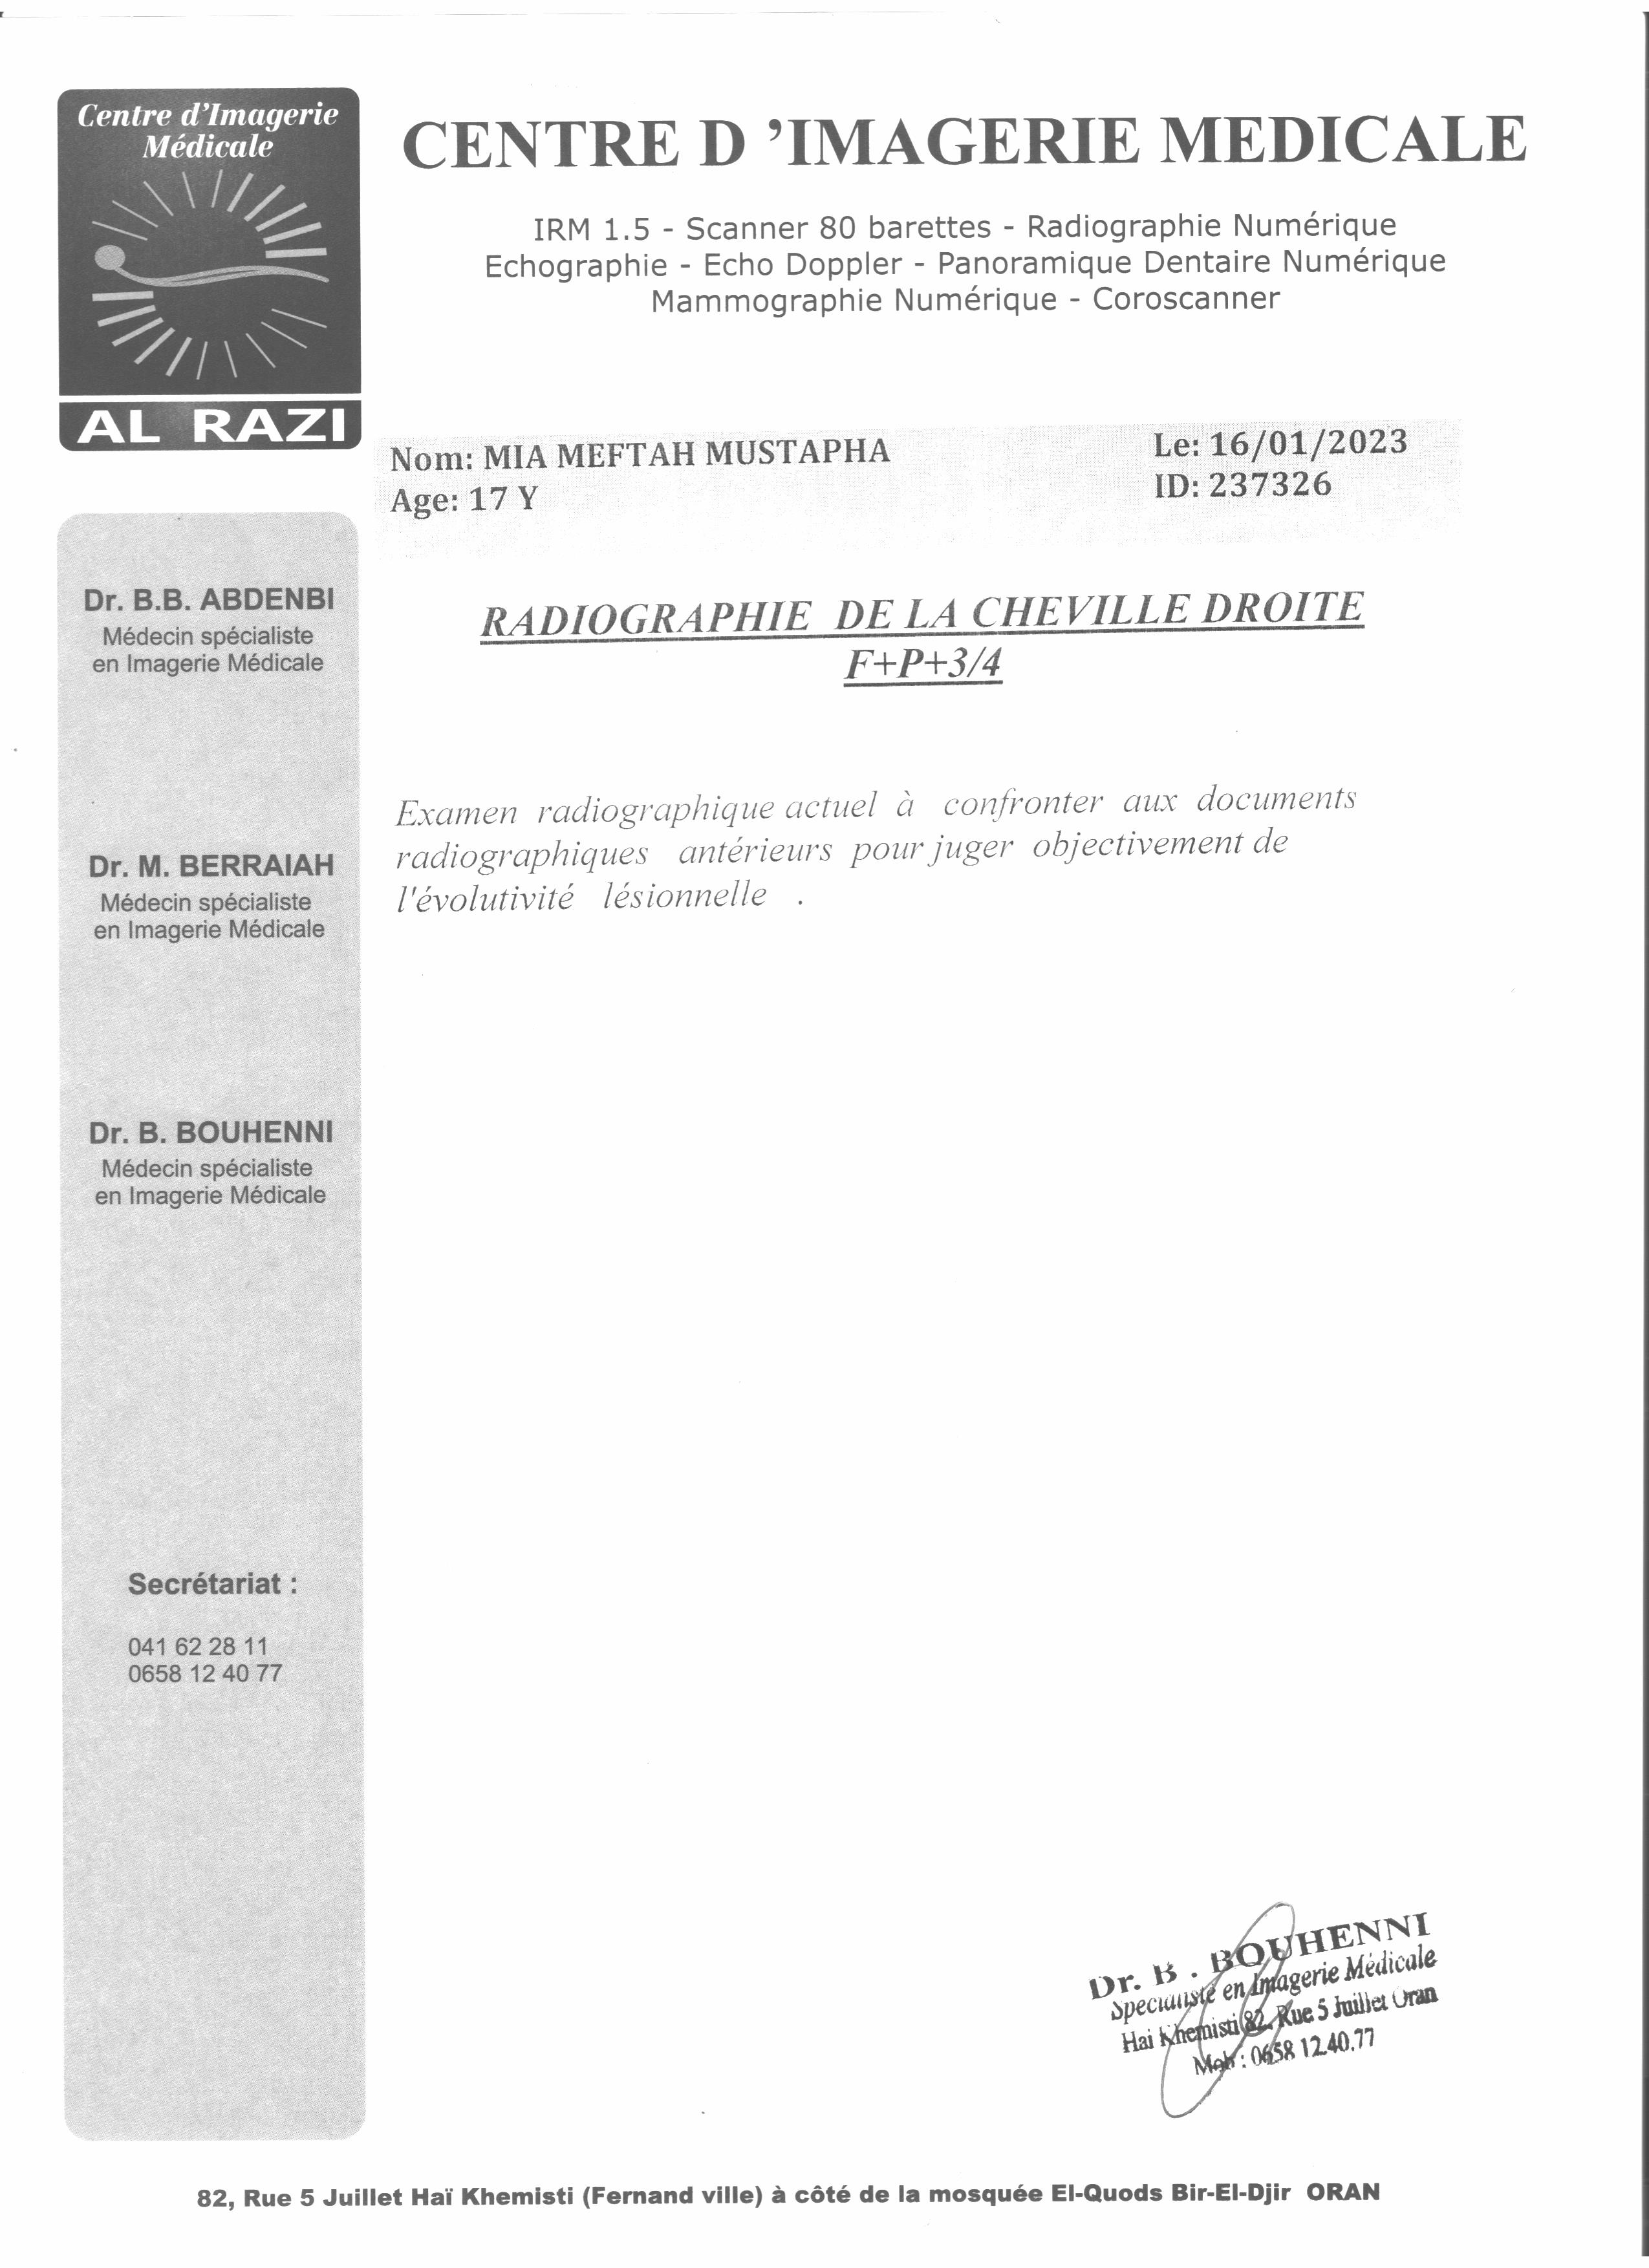 Centre d'Imagerie
Médicale
AL RAZI
CENTRE D 'IMAGERIE MEDICALE
IRM 1.5 - Scanner 80 barettes - Radiographie Numérique
Echographie - Echo Doppler - Panoramique Dentaire Numérique
Mammographie Numérique - Coroscanner
Nom: MIA MEFTAH MUSTAPHA
Le: 16/01/2023
Age: 17 Y
ID: 237326
Dr. B.B. ABDENBI
Médecin spécialiste
en Imagerie Médicale
Dr. M. BERRAIAH
Médecin spécialiste
en Imagerie Médicale
Dr. B. BOUHENNI
Médecin spécialiste
en Imagerie Médicale
Secrétariat :
041 62 28 11
0658 12 40 77
RADIOGRAPHIE DE LA CHEVILLE DROITE
F+P+3/4
Examen radiographique actuel à confronter aux documents
radiographiques antérieurs pour juger objectivement de
l'évolutivité lésionnelle .
Dr. B . BOUHENNI
Spécialiste en Imagerie Médicale
Hai Khemisti 82, Rue 5 Juillet Oran
Mob : 0658 12.40.77
82, Rue 5 Juillet Haï Khemisti (Fernand ville) à côté de la mosquée El-Quods Bir-El-Djir ORAN